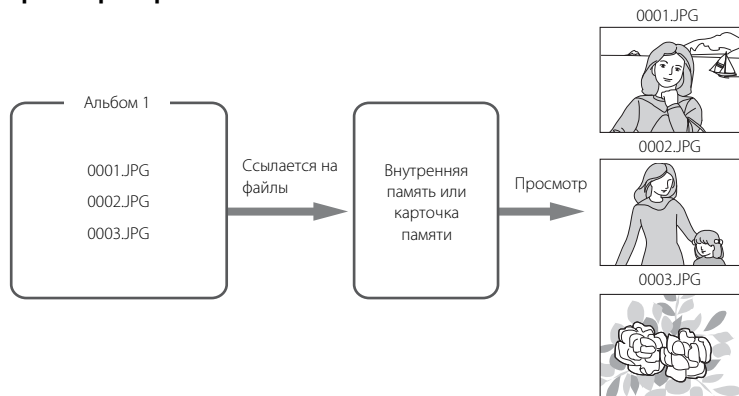 Альбом 1
0001.JPG
0002.JPG
0003.JPG
Ссылается на
файлы
Внутренняя
память или
карточка
памяти
Просмотр
0001.JPG
0002.JPG
0003.JPG